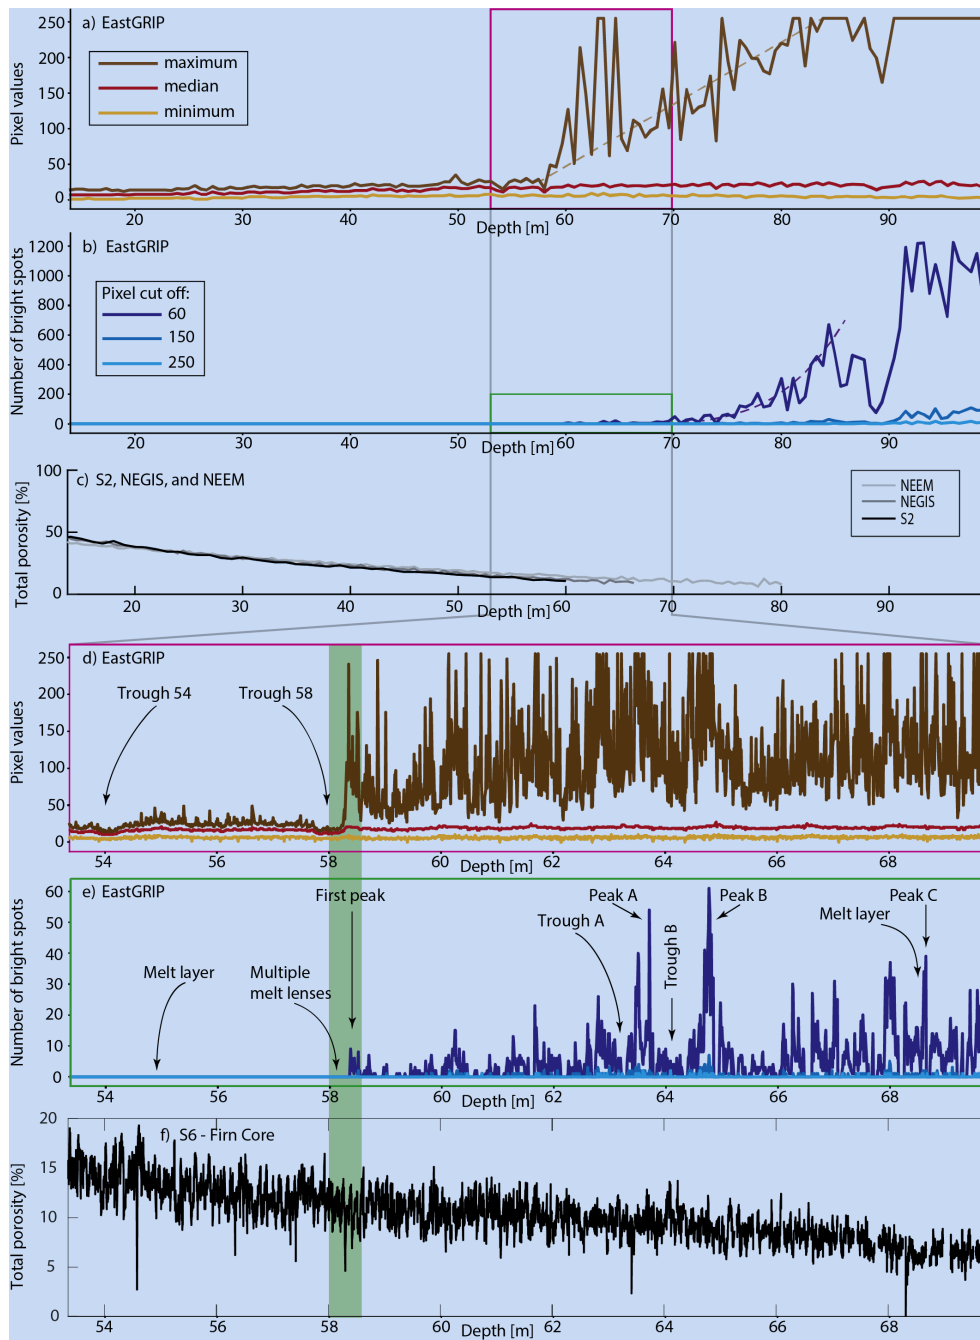 a) EastGRIP
Pixel values
250
200
150
100
50
0
maximum
median
minimum
20 30 40 50 60 70 80 90
Depth [m]
b) EastGRIP
Number of bright spots
1200
1000
800
600
400
200
0
Pixel cut off:
60
150
250
20 30 40 50 60 70 80 90
Depth [m]
c) S2, NEGIS, and NEEM
Total porosity [%]
100
50
0
NEEM
NEGIS
S2
20 30 40 50 60 70 80 90
Depth [m]
d) EastGRIP
Pixel values
250
200
150
100
50
0
Trough 54
Trough 58
54 56 58 60 62 64 66 68
Depth [m]
e) EastGRIP
Number of bright spots
60
50
40
30
20
10
0
First peak
Peak A
Peak B
Peak C
Trough A
Melt layer
Trough B
Melt layer
Multiple
melt lenses
54 56 58 60 62 64 66 68
Depth [m]
f) S6 - Firn Core
Total porosity [%]
20
15
10
5
0
54 56 58 60 62 64 66 68
Depth [m]